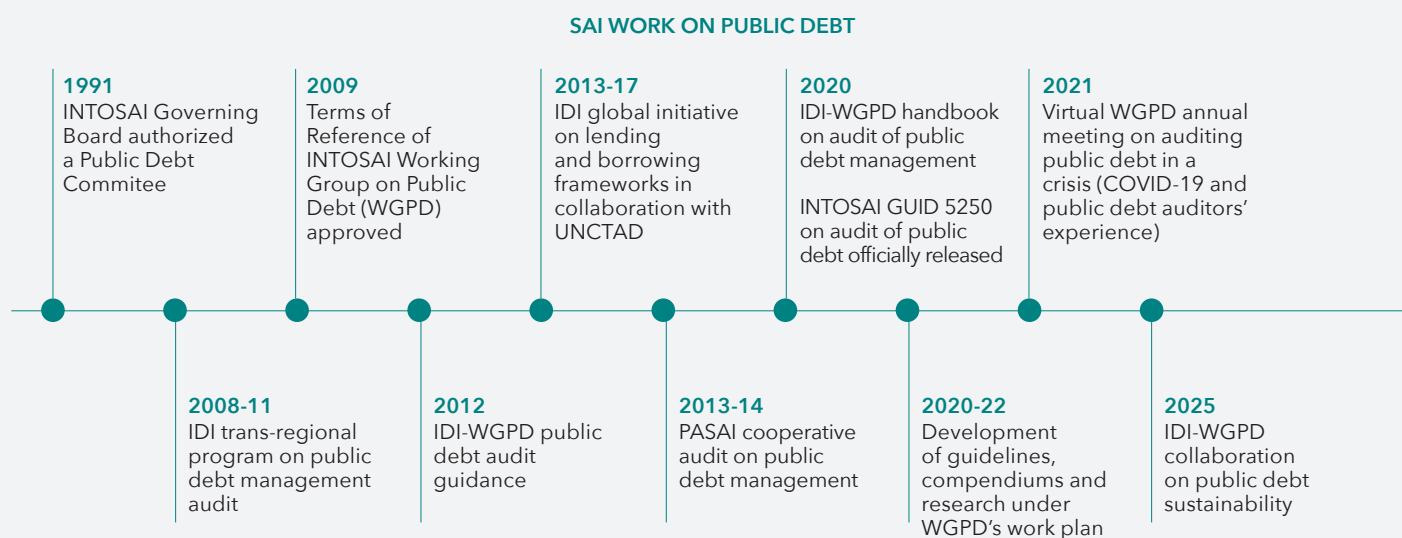 SAI WORK ON PUBLIC DEBT
1991
INTOSAI Governing
Board authorized
a Public Debt
Commitee
2009
Terms of
Reference of
INTOSAI Working
Group on Public
Debt (WGPD)
approved
2013-17
IDI global initiative
on lending
and borrowing
frameworks in
collaboration with
UNCTAD
2020
IDI-WGPD handbook
on audit of public
debt management
INTOSAI GUID 5250
on audit of public
debt officially released
2021
Virtual WGPD annual
meeting on auditing
public debt in a
crisis (COVID-19 and
public debt auditors’
experience)
2008-11
IDI trans-regional
program on public
debt management
audit
2012
IDI-WGPD public
debt audit
guidance
2013-14
PASAI cooperative
audit on public
debt management
2020-22
Development
of guidelines,
compendiums and
research under
WGPD’s work plan
2025
IDI-WGPD
collaboration
on public debt
sustainability